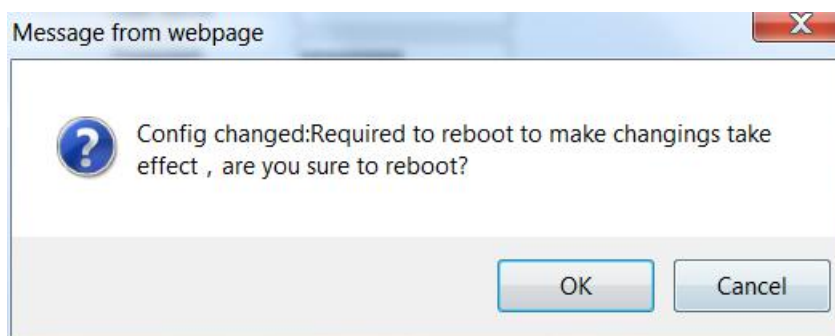 Message from webpage
Config changed:Required to reboot to make changings take
effect , are you sure to reboot?
OK
Cancel